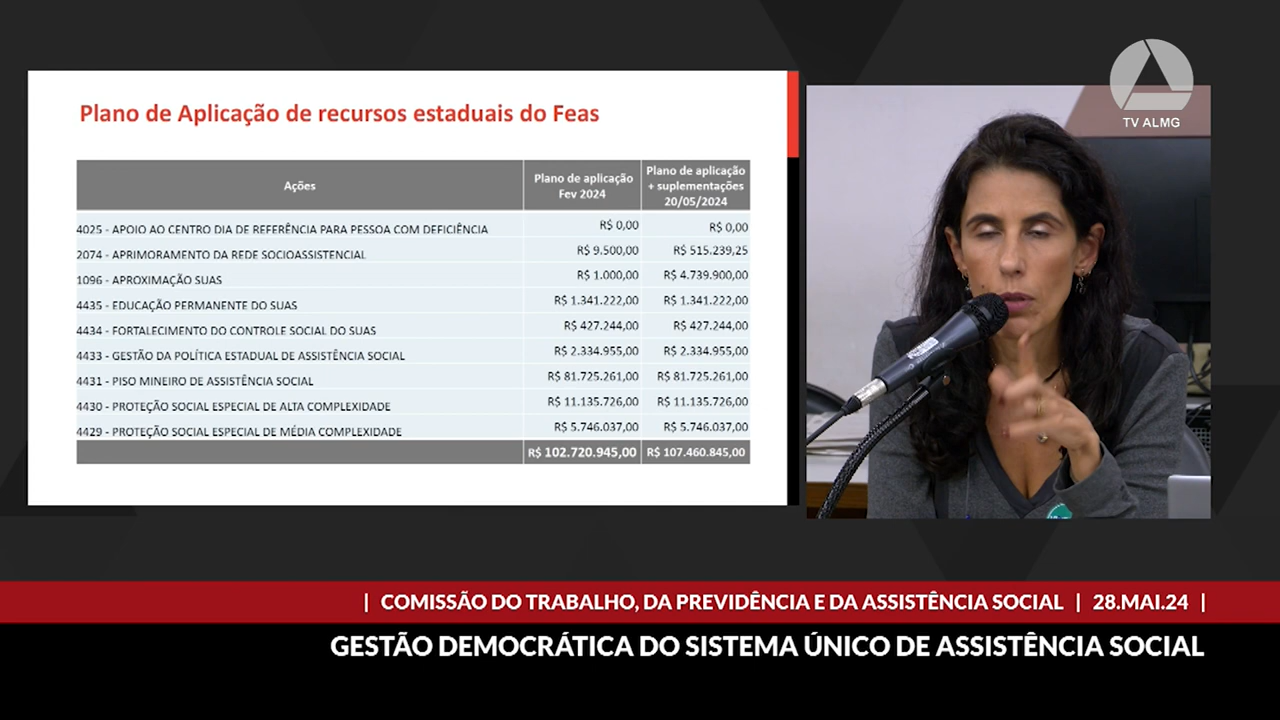 TV ALMG
Plano de Aplicação de recursos estaduais do Feas
Ações
Plano de aplicação
Fev 2024
Plano de aplicação
+ suplementações
20/05/2024
4025 - APOIO AO CENTRO DIA DE REFERÊNCIA PARA PESSOA COM DEFICIÊNCIA R$ 0,00 R$ 0,00
2074 - APRIMORAMENTO DA REDE SOCIOASSISTENCIAL R$ 9.500,00 R$ 515.239,25
1096 - APROXIMAÇÃO SUAS R$ 1.000,00 R$ 4.739.900,00
4435 - EDUCAÇÃO PERMANENTE DO SUAS R$ 1.341.222,00 R$ 1.341.222,00
4434 - FORTALECIMENTO DO CONTROLE SOCIAL DO SUAS R$ 427.244,00 R$ 427.244,00
4433 - GESTÃO DA POLÍTICA ESTADUAL DE ASSISTÊNCIA SOCIAL R$ 2.334.955,00 R$ 2.334.955,00
4431 - PISO MINEIRO DE ASSISTÊNCIA SOCIAL R$ 81.725.261,00 R$ 81.725.261,00
4430 - PROTEÇÃO SOCIAL ESPECIAL DE ALTA COMPLEXIDADE R$ 11.135.726,00 R$ 11.135.726,00
4429 - PROTEÇÃO SOCIAL ESPECIAL DE MÉDIA COMPLEXIDADE R$ 5.746.037,00 R$ 5.746.037,00
R$ 102.720.945,00 R$ 107.460.845,00
| COMISSÃO DO TRABALHO, DA PREVIDÊNCIA E DA ASSISTÊNCIA SOCIAL | 28.MAI.24 |
GESTÃO DEMOCRÁTICA DO SISTEMA ÚNICO DE ASSISTÊNCIA SOCIAL